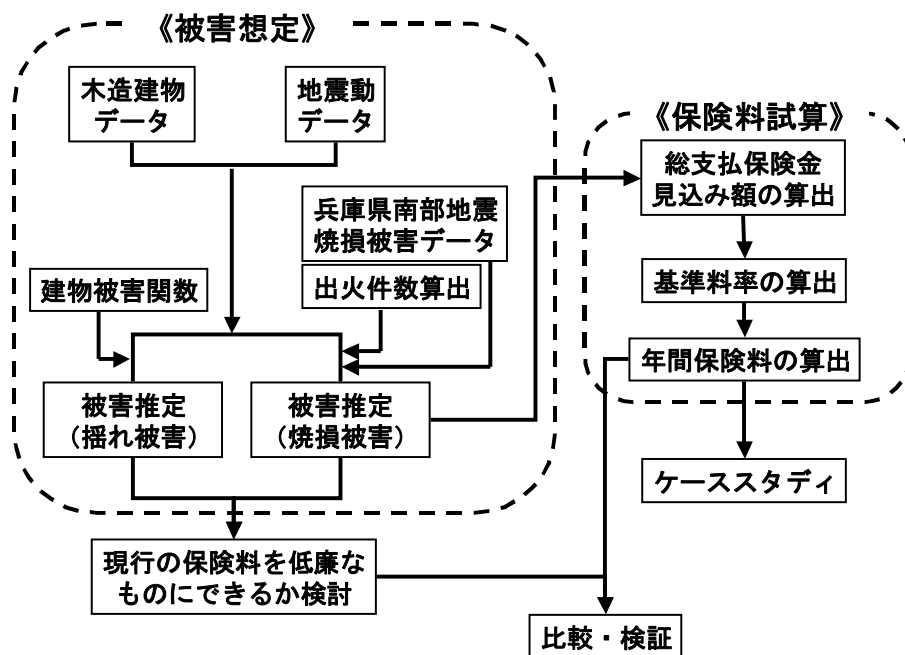 《被害想定》
木造建物
データ
地震動
データ
兵庫県南部地震
焼損被害データ
建物被害関数
出火件数算出
被害推定
(揺れ被害)
被害推定
(焼損被害)
現行の保険料を低廉な
ものにできるか検討
《保険料試算》
総支払保険金
見込み額の算出
基準料率の算出
年間保険料の算出
ケーススタディ
比較・検証